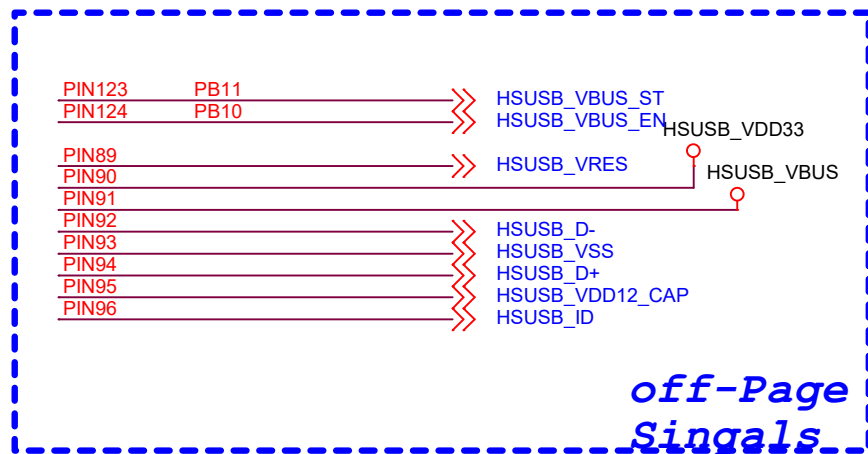 PIN123 PB11 HSUSB_VBUS_ST
PIN124 PB10 HSUSB_VBUS_EN
HSUSB_VDD33
PIN89 HSUSB_VRES
PIN90 HSUSB_VBUS
PIN91
PIN92 HSUSB_D-
PIN93 HSUSB_VSS
PIN94 HSUSB_D+
PIN95 HSUSB_VDD12_CAP
PIN96 HSUSB_ID
off-Page
Singals